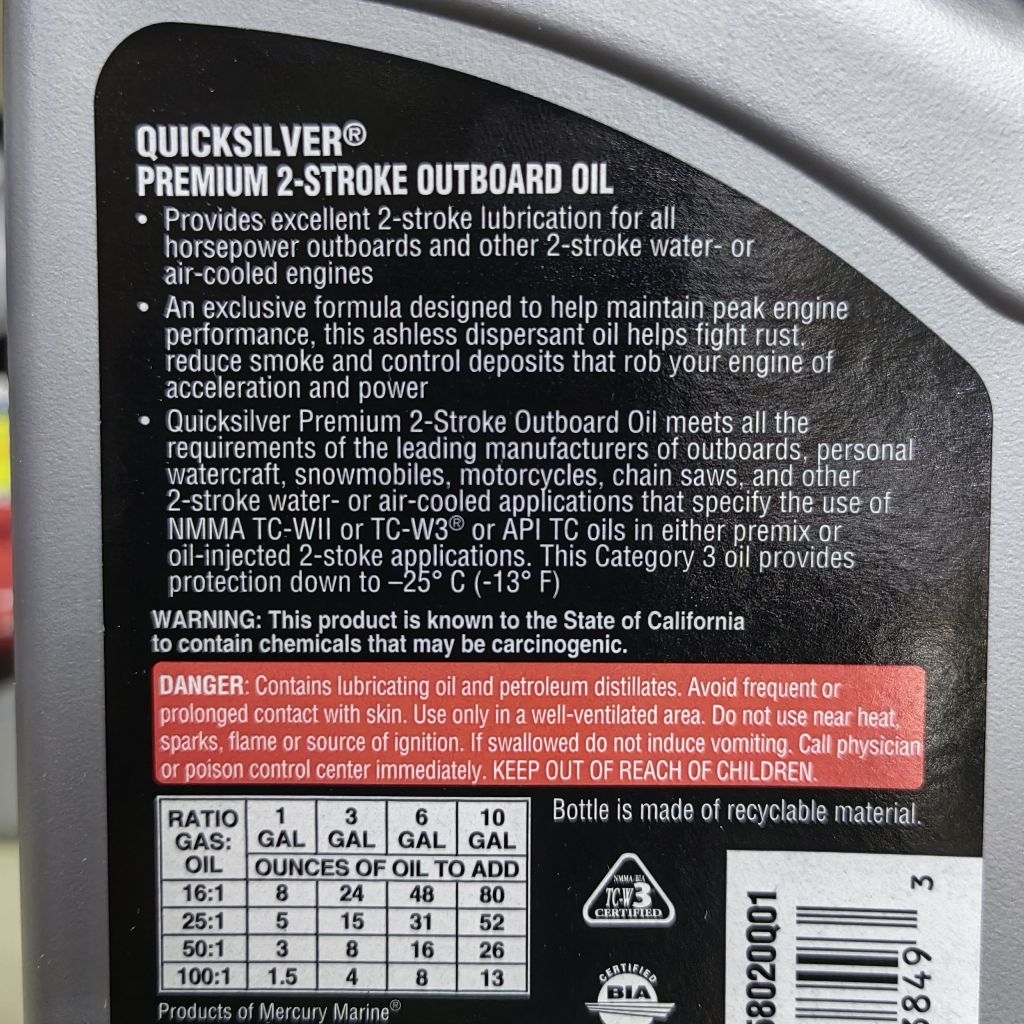 QUICKSILVER®
PREMIUM 2-STROKE OUTBOARD OIL
• Provides excellent 2-stroke lubrication for all
horsepower outboards and other 2-stroke water- or
air-cooled engines
• An exclusive formula designed to help maintain peak engine
performance, this ashless dispersant oil helps fight rust,
reduce smoke and control deposits that rob your engine of
acceleration and power
• Quicksilver Premium 2-Stroke Outboard Oil meets all the
requirements of the leading manufacturers of outboards, personal
watercraft, snowmobiles, motorcycles, chain saws, and other
2-stroke water- or air-cooled applications that specify the use of
NMMA TC-WII or TC-W3® or API TC oils in either premix or
oil-injected 2-stoke applications. This Category 3 oil provides
protection down to –25° C (-13° F)
WARNING: This product is known to the State of California
to contain chemicals that may be carcinogenic.
DANGER: Contains lubricating oil and petroleum distillates. Avoid frequent or
prolonged contact with skin. Use only in a well-ventilated area. Do not use near heat,
sparks, flame or source of ignition. If swallowed do not induce vomiting. Call physician
or poison control center immediately. KEEP OUT OF REACH OF CHILDREN.
RATIO 1 3 6 10
GAS: GAL GAL GAL GAL
OIL OUNCES OF OIL TO ADD
16:1 8 24 48 80
25:1 5 15 31 52
50:1 3 8 16 26
100:1 1.5 4 8 13
Products of Mercury Marine®
Bottle is made of recyclable material.
NMMA/BIA
TC-W3
CERTIFIED
CERTIFIED
BIA
58020Q01
3849 3